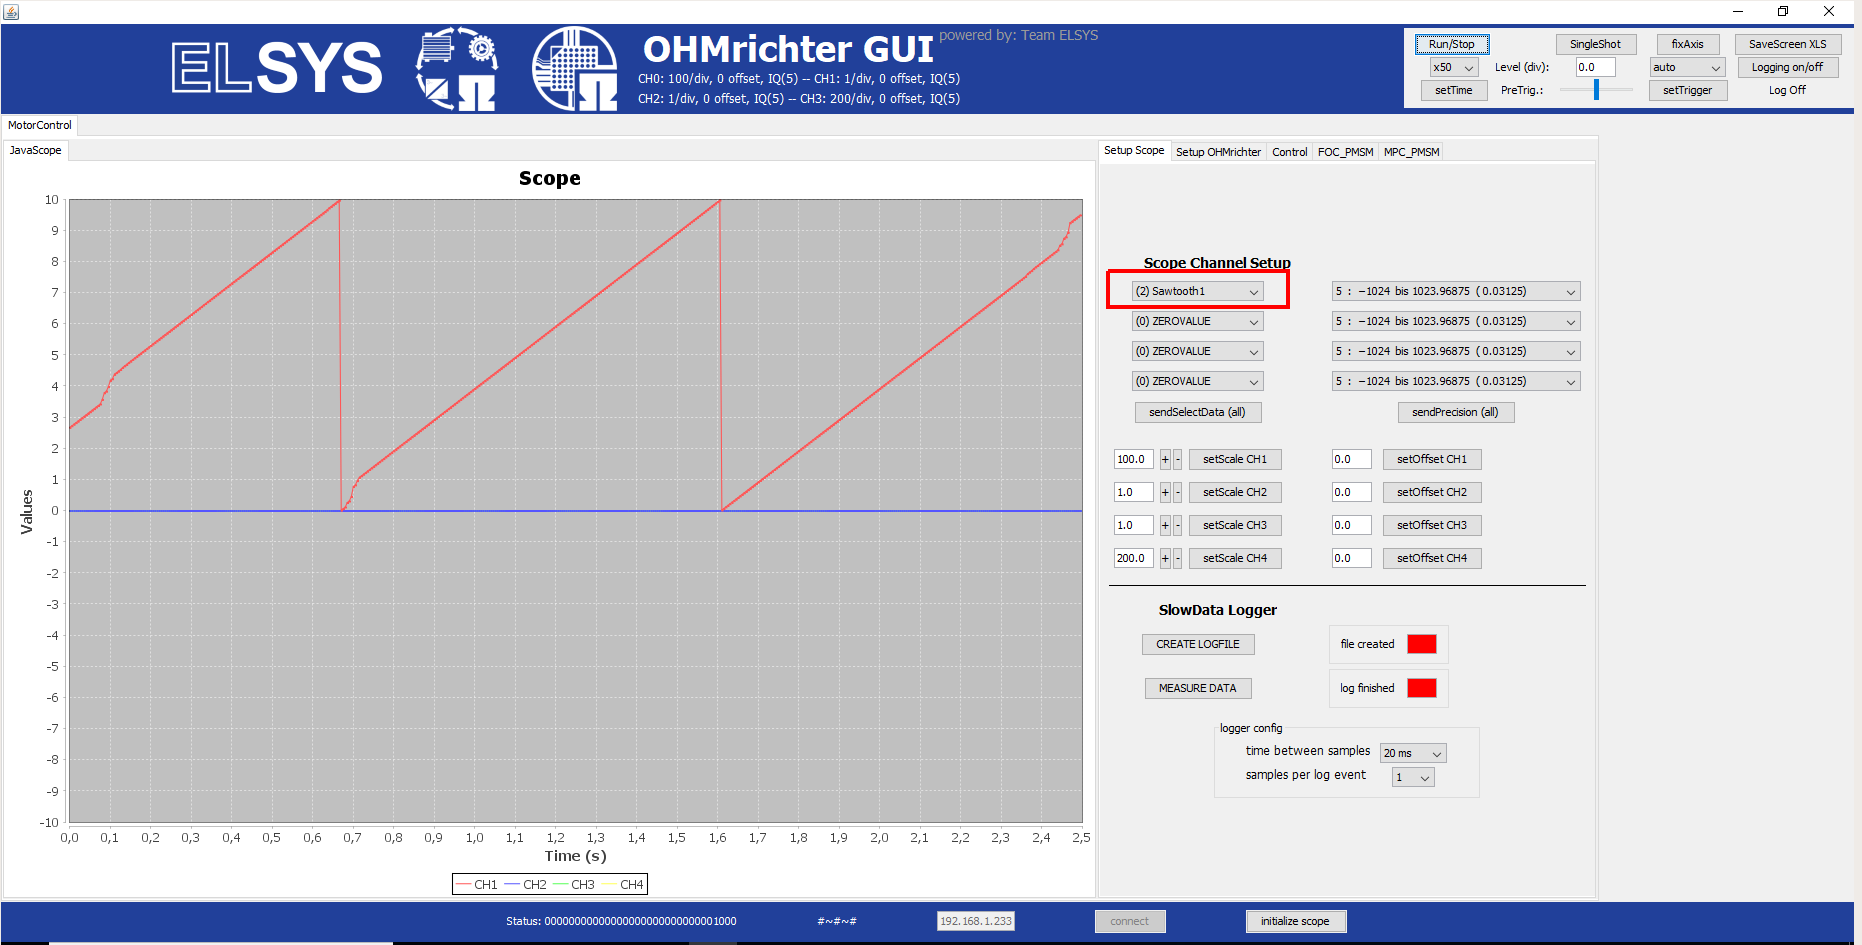 ELSYS
OHMrichter GUI powered by: Team ELSYS
CH0: 100/div, 0 offset, IQ(5) -- CH1: 1/div, 0 offset, IQ(5)
CH2: 1/div, 0 offset, IQ(5) -- CH3: 200/div, 0 offset, IQ(5)
Run/Stop SingleShot fixAxis SaveScreen XLS
x50 Level (div): 0.0 auto Logging on/off
setTime PreTrig.: setTrigger Log Off
MotorControl
JavaScope
Scope
10
9
8
7
6
5
4
3
2
1
0
-1
-2
-3
-4
-5
-6
-7
-8
-9
-10
Values
0,0 0,1 0,2 0,3 0,4 0,5 0,6 0,7 0,8 0,9 1,0 1,1 1,2 1,3 1,4 1,5 1,6 1,7 1,8 1,9 2,0 2,1 2,2 2,3 2,4 2,5
Time (s)
CH1 CH2 CH3 CH4
Setup Scope Setup OHMrichter Control FOC_PMSM MPC_PMSM
Scope Channel Setup
(2) Sawtooth1 5 : −1024 bis 1023.96875 ( 0.03125)
(0) ZEROVALUE 5 : −1024 bis 1023.96875 ( 0.03125)
(0) ZEROVALUE 5 : −1024 bis 1023.96875 ( 0.03125)
(0) ZEROVALUE 5 : −1024 bis 1023.96875 ( 0.03125)
sendSelectData (all) sendPrecision (all)
100.0 + - setScale CH1 0.0 setOffset CH1
1.0 + - setScale CH2 0.0 setOffset CH2
1.0 + - setScale CH3 0.0 setOffset CH3
200.0 + - setScale CH4 0.0 setOffset CH4
SlowData Logger
CREATE LOGFILE file created
MEASURE DATA log finished
logger config
time between samples 20 ms
samples per log event 1
Status: 00000000000000000000000000001000 #~#~# 192.168.1.233 connect initialize scope